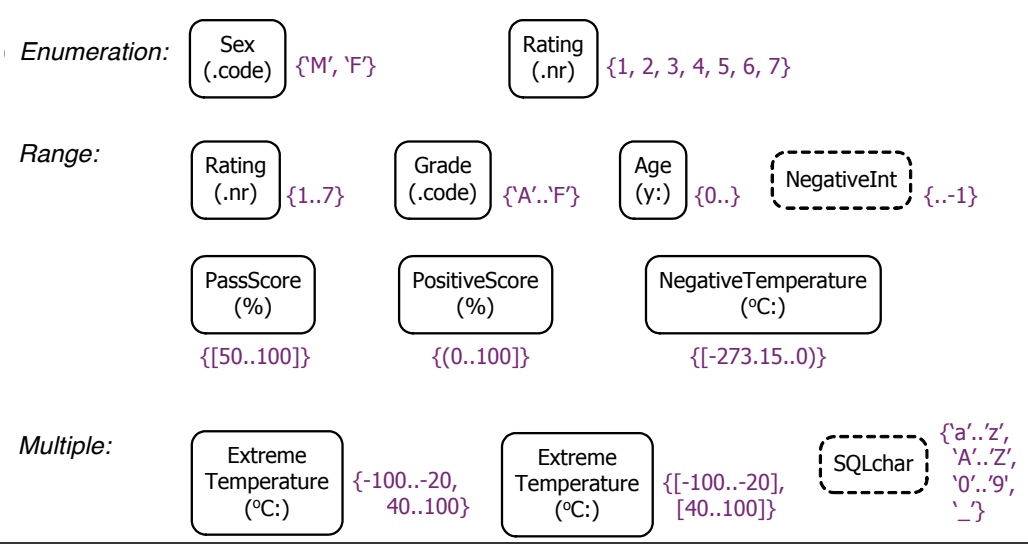 Enumeration:
Sex
(.code)
{‘M’, ‘F’}
Rating
(.nr)
{1, 2, 3, 4, 5, 6, 7}
Range:
Rating
(.nr)
{1..7}
Grade
(.code)
{‘A’..‘F’}
Age
(y:)
{0..}
NegativeInt
{..-1}
PassScore
(%)
{[50..100]}
PositiveScore
(%)
{(0..100]}
NegativeTemperature
(°C:)
{[-273.15..0)}
Multiple:
Extreme
Temperature
(°C:)
{-100..-20,
40..100}
Extreme
Temperature
(°C:)
{[-100..-20],
[40..100]}
SQLchar
{‘a’..’z’,
‘A’..’Z’,
‘0’..’9',
‘_’}